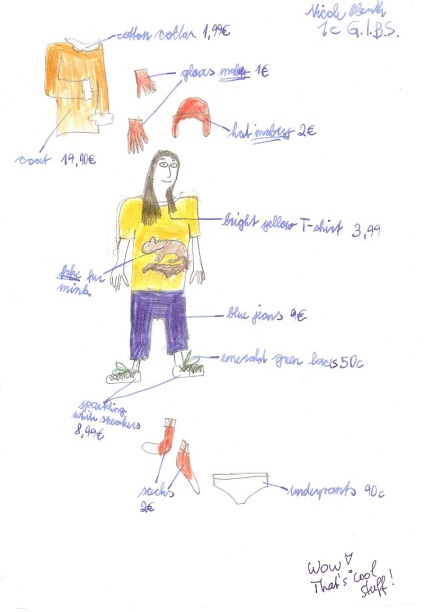 Nicole
1c G.I.B.S.
cotton collar 1,99€
gloves 1€
hat 2€
coat 19,90€
bright yellow T-shirt 3,99
fake fur
mink
blue jeans 9€
emerald green laces 50c
sparkling
white sneakers
8,99€
socks
2€
underpants 90c
Wow!
That's cool
stuff!